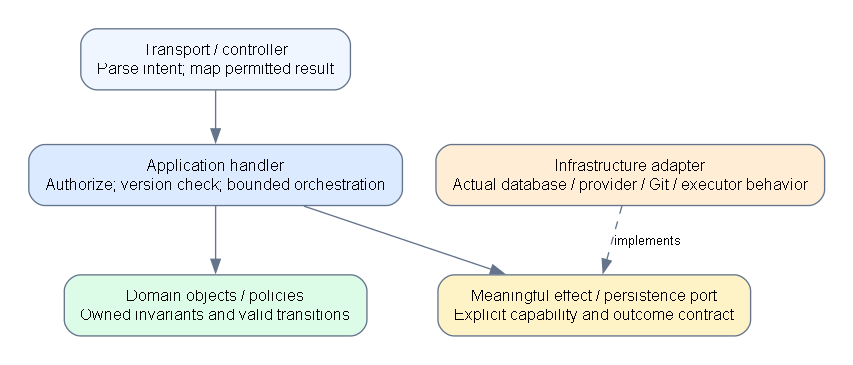 Transport / controller
Parse intent; map permitted result
Application handler
Authorize; version check; bounded orchestration
Infrastructure adapter
Actual database / provider / Git / executor behavior
implements
Domain objects / policies
Owned invariants and valid transitions
Meaningful effect / persistence port
Explicit capability and outcome contract